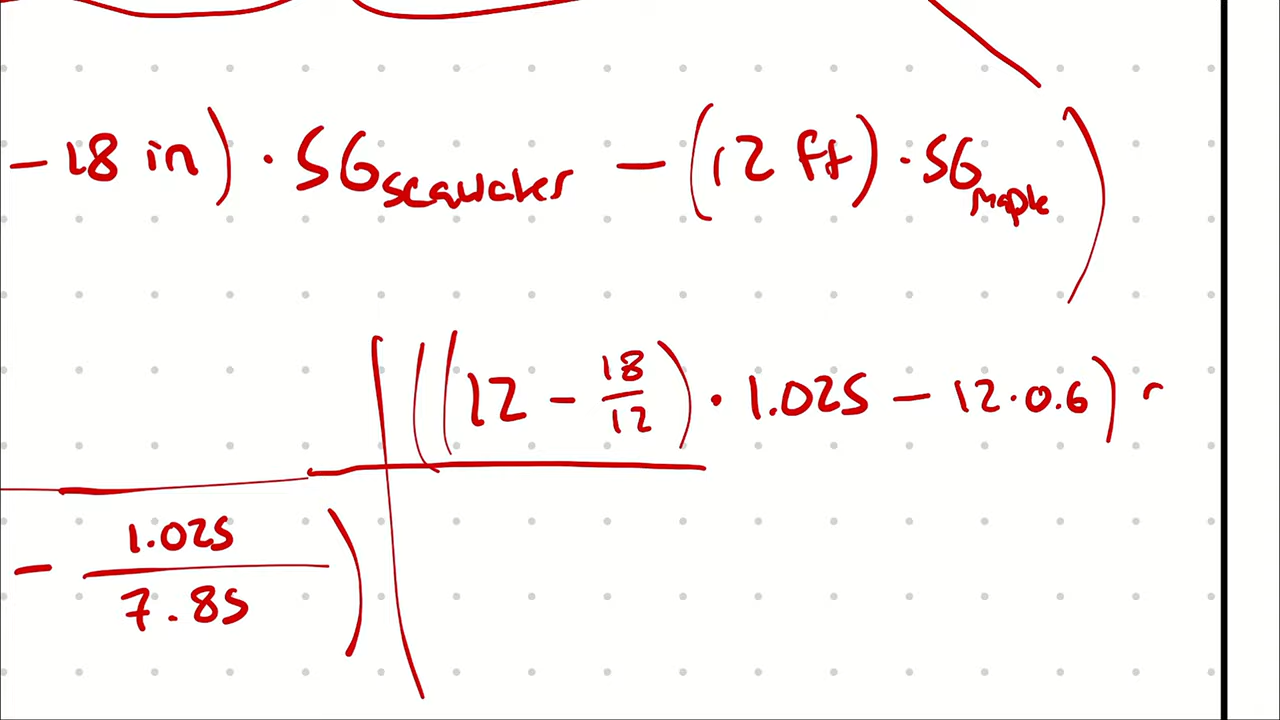 - 18 in) · SG seawater - (12 ft) · SG maple)
((12 - 18/12) · 1.025 - 12 · 0.6)
- 1.025/7.85)